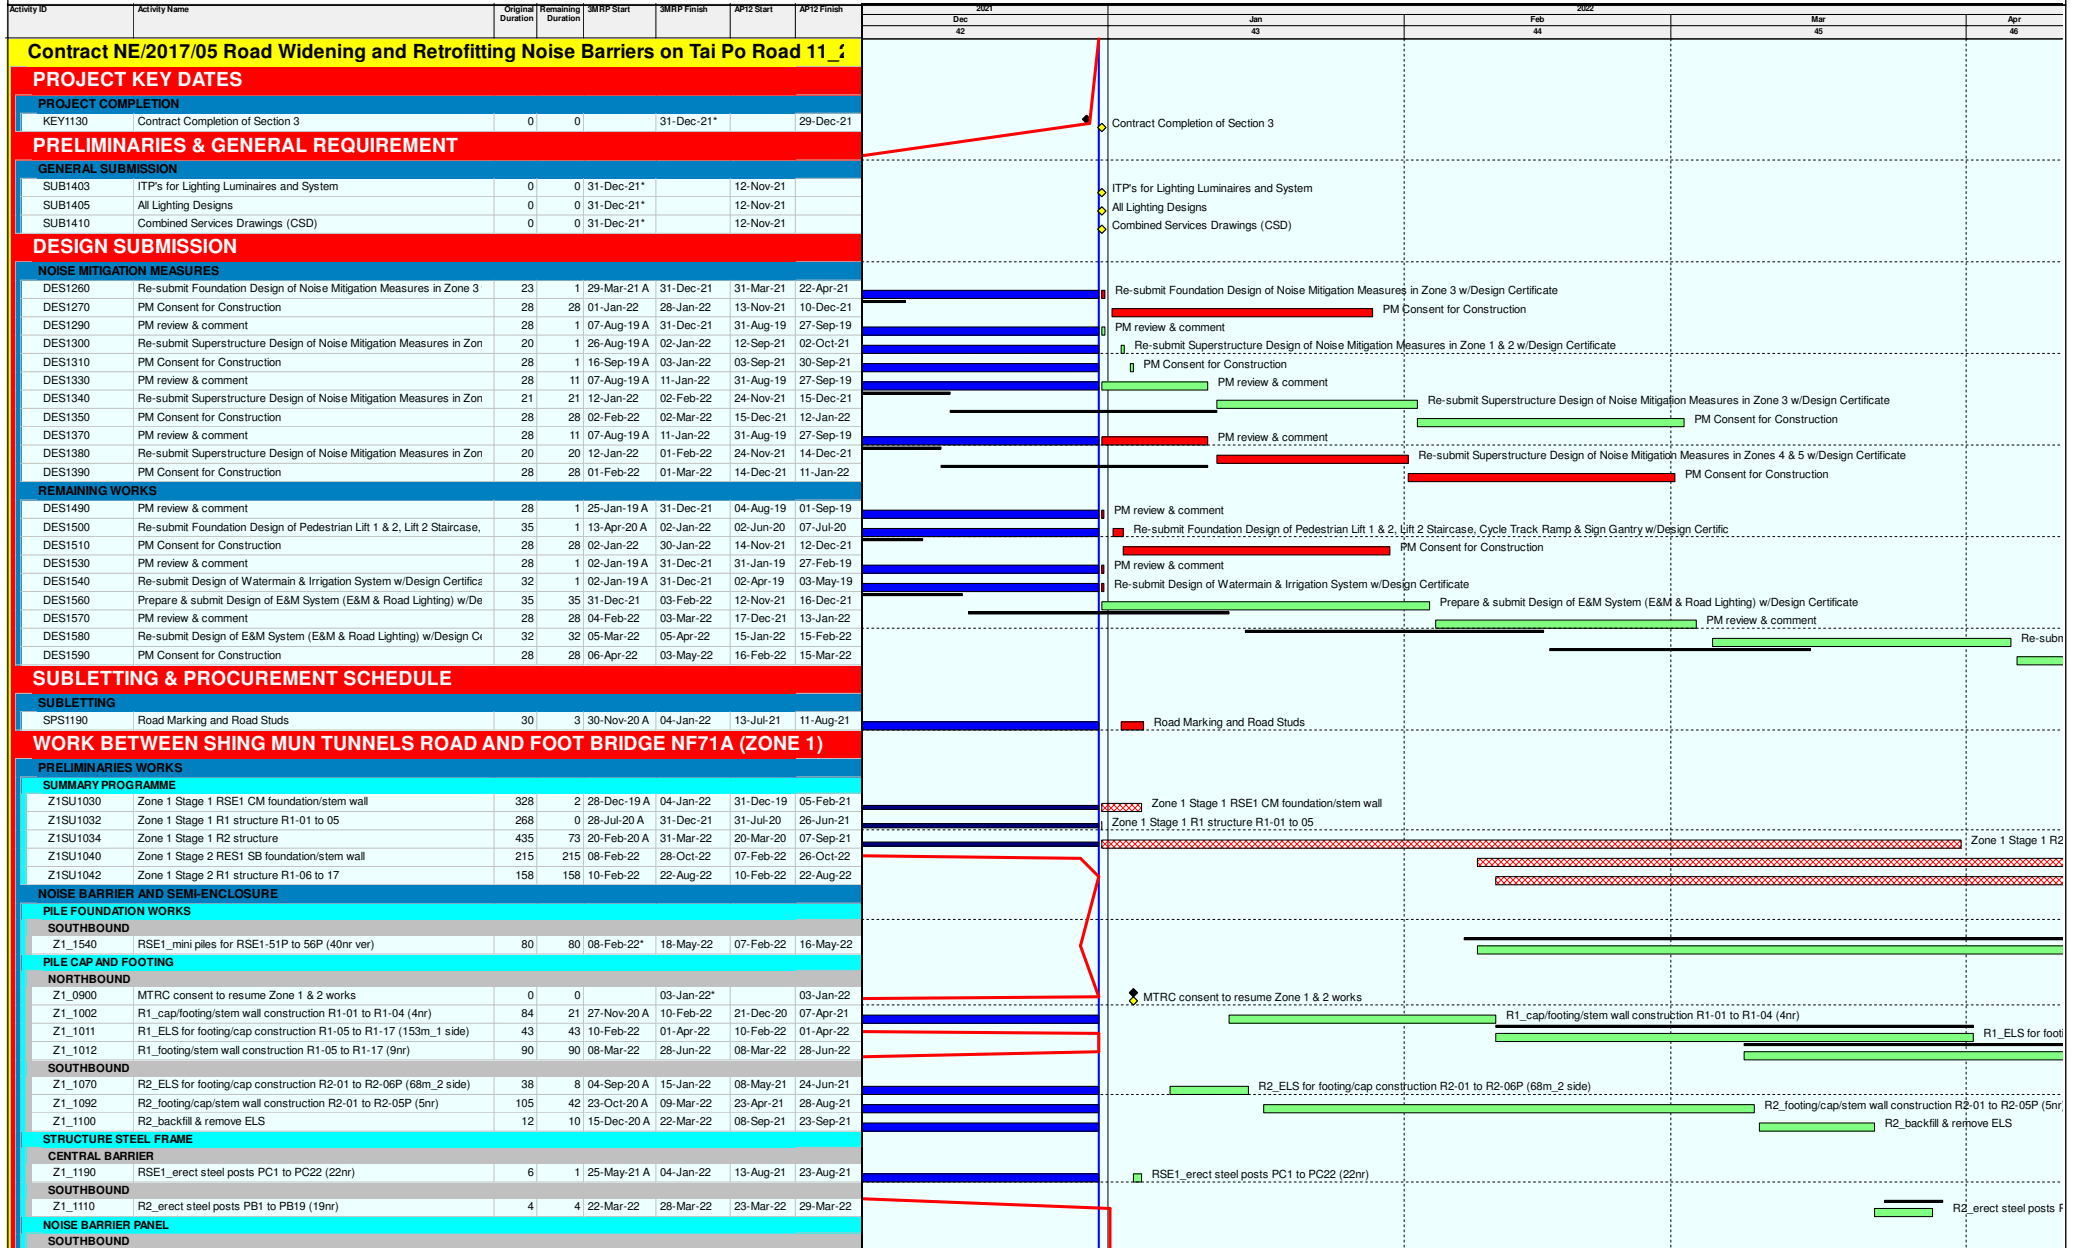 Activity ID Activity Name Original Duration Remaining Duration 3MRP Start 3MRP Finish AP12 Start AP12 Finish
2021 2022
Dec Jan Feb Mar Apr
42 43 44 45 46
Contract NE/2017/05 Road Widening and Retrofitting Noise Barriers on Tai Po Road 11_2
PROJECT KEY DATES
PROJECT COMPLETION
KEY1130 Contract Completion of Section 3 0 0 31-Dec-21* 29-Dec-21 Contract Completion of Section 3
PRELIMINARIES & GENERAL REQUIREMENT
GENERAL SUBMISSION
SUB1403 ITP's for Lighting Luminaires and System 0 0 31-Dec-21* 12-Nov-21 ITP's for Lighting Luminaires and System
SUB1405 All Lighting Designs 0 0 31-Dec-21* 12-Nov-21 All Lighting Designs
SUB1410 Combined Services Drawings (CSD) 0 0 31-Dec-21* 12-Nov-21 Combined Services Drawings (CSD)
DESIGN SUBMISSION
NOISE MITIGATION MEASURES
DES1260 Re-submit Foundation Design of Noise Mitigation Measures in Zone 3 23 1 29-Mar-21 A 31-Dec-21 31-Mar-21 22-Apr-21 Re-submit Foundation Design of Noise Mitigation Measures in Zone 3 w/Design Certificate
DES1270 PM Consent for Construction 28 28 01-Jan-22 28-Jan-22 13-Nov-21 10-Dec-21 PM Consent for Construction
DES1290 PM review & comment 28 1 07-Aug-19 A 31-Dec-21 31-Aug-19 27-Sep-19 PM review & comment
DES1300 Re-submit Superstructure Design of Noise Mitigation Measures in Zon 20 1 26-Aug-19 A 02-Jan-22 12-Sep-21 02-Oct-21 Re-submit Superstructure Design of Noise Mitigation Measures in Zone 1 & 2 w/Design Certificate
DES1310 PM Consent for Construction 28 1 16-Sep-19 A 03-Jan-22 03-Sep-21 30-Sep-21 PM Consent for Construction
DES1330 PM review & comment 28 11 07-Aug-19 A 11-Jan-22 31-Aug-19 27-Sep-19 PM review & comment
DES1340 Re-submit Superstructure Design of Noise Mitigation Measures in Zon 21 21 12-Jan-22 02-Feb-22 24-Nov-21 15-Dec-21 Re-submit Superstructure Design of Noise Mitigation Measures in Zone 3 w/Design Certificate
DES1350 PM Consent for Construction 28 28 02-Feb-22 02-Mar-22 15-Dec-21 12-Jan-22 PM Consent for Construction
DES1370 PM review & comment 28 11 07-Aug-19 A 11-Jan-22 31-Aug-19 27-Sep-19 PM review & comment
DES1380 Re-submit Superstructure Design of Noise Mitigation Measures in Zon 20 20 12-Jan-22 01-Feb-22 24-Nov-21 14-Dec-21 Re-submit Superstructure Design of Noise Mitigation Measures in Zones 4 & 5 w/Design Certificate
DES1390 PM Consent for Construction 28 28 01-Feb-22 01-Mar-22 14-Dec-21 11-Jan-22 PM Consent for Construction
REMAINING WORKS
DES1490 PM review & comment 28 1 25-Jan-19 A 31-Dec-21 04-Aug-19 01-Sep-19 PM review & comment
DES1500 Re-submit Foundation Design of Pedestrian Lift 1 & 2, Lift 2 Staircase, 35 1 13-Apr-20 A 02-Jan-22 02-Jun-20 07-Jul-20 Re-submit Foundation Design of Pedestrian Lift 1 & 2, Lift 2 Staircase, Cycle Track Ramp & Sign Gantry w/Design Certific
DES1510 PM Consent for Construction 28 28 02-Jan-22 30-Jan-22 14-Nov-21 12-Dec-21 PM Consent for Construction
DES1530 PM review & comment 28 1 02-Jan-19 A 31-Dec-21 31-Jan-19 27-Feb-19 PM review & comment
DES1540 Re-submit Design of Watermain & Irrigation System w/Design Certifica 32 1 02-Jan-19 A 31-Dec-21 02-Apr-19 03-May-19 Re-submit Design of Watermain & Irrigation System w/Design Certificate
DES1560 Prepare & submit Design of E&M System (E&M & Road Lighting) w/De 35 35 31-Dec-21 03-Feb-22 12-Nov-21 16-Dec-21 Prepare & submit Design of E&M System (E&M & Road Lighting) w/Design Certificate
DES1570 PM review & comment 28 28 04-Feb-22 03-Mar-22 17-Dec-21 13-Jan-22 PM review & comment
DES1580 Re-submit Design of E&M System (E&M & Road Lighting) w/Design Ce 32 32 05-Mar-22 05-Apr-22 15-Jan-22 15-Feb-22 Re-subm
DES1590 PM Consent for Construction 28 28 06-Apr-22 03-May-22 16-Feb-22 15-Mar-22
SUBLETTING & PROCUREMENT SCHEDULE
SUBLETTING
SPS1190 Road Marking and Road Studs 30 3 30-Nov-20 A 04-Jan-22 13-Jul-21 11-Aug-21 Road Marking and Road Studs
WORK BETWEEN SHING MUN TUNNELS ROAD AND FOOT BRIDGE NF71A (ZONE 1)
PRELIMINARIES WORKS
SUMMARY PROGRAMME
Z1SU1030 Zone 1 Stage 1 RSE1 CM foundation/stem wall 328 2 28-Dec-19 A 04-Jan-22 31-Dec-19 05-Feb-21 Zone 1 Stage 1 RSE1 CM foundation/stem wall
Z1SU1032 Zone 1 Stage 1 R1 structure R1-01 to 05 268 0 28-Jul-20 A 31-Dec-21 31-Jul-20 26-Jun-21 Zone 1 Stage 1 R1 structure R1-01 to 05
Z1SU1034 Zone 1 Stage 1 R2 structure 435 73 20-Feb-20 A 31-Mar-22 20-Mar-20 07-Sep-21 Zone 1 Stage 1 R2
Z1SU1040 Zone 1 Stage 2 RES1 SB foundation/stem wall 215 215 08-Feb-22 28-Oct-22 07-Feb-22 26-Oct-22
Z1SU1042 Zone 1 Stage 2 R1 structure R1-06 to 17 158 158 10-Feb-22 22-Aug-22 10-Feb-22 22-Aug-22
NOISE BARRIER AND SEMI-ENCLOSURE
PILE FOUNDATION WORKS
SOUTHBOUND
Z1_1540 RSE1_mini piles for RSE1-51P to 56P (40nr ver) 80 80 08-Feb-22* 18-May-22 07-Feb-22 16-May-22
PILE CAP AND FOOTING
NORTHBOUND
Z1_0900 MTRC consent to resume Zone 1 & 2 works 0 0 03-Jan-22* 03-Jan-22 MTRC consent to resume Zone 1 & 2 works
Z1_1002 R1_cap/footing/stem wall construction R1-01 to R1-04 (4nr) 84 21 27-Nov-20 A 10-Feb-22 21-Dec-20 07-Apr-21 R1_cap/footing/stem wall construction R1-01 to R1-04 (4nr)
Z1_1011 R1_ELS for footing/cap construction R1-05 to R1-17 (153m_1 side) 43 43 10-Feb-22 01-Apr-22 10-Feb-22 01-Apr-22 R1_ELS for footi
Z1_1012 R1_footing/stem wall construction R1-05 to R1-17 (9nr) 90 90 08-Mar-22 28-Jun-22 08-Mar-22 28-Jun-22
SOUTHBOUND
Z1_1070 R2_ELS for footing/cap construction R2-01 to R2-06P (68m_2 side) 38 8 04-Sep-20 A 15-Jan-22 08-May-21 24-Jun-21 R2_ELS for footing/cap construction R2-01 to R2-06P (68m_2 side)
Z1_1092 R2_footing/cap/stem wall construction R2-01 to R2-05P (5nr) 105 42 23-Oct-20 A 09-Mar-22 23-Apr-21 28-Aug-21 R2_footing/cap/stem wall construction R2-01 to R2-05P (5nr
Z1_1100 R2_backfill & remove ELS 12 10 15-Dec-20 A 22-Mar-22 08-Sep-21 23-Sep-21 R2_backfill & remove ELS
STRUCTURE STEEL FRAME
CENTRAL BARRIER
Z1_1190 RSE1_erect steel posts PC1 to PC22 (22nr) 6 1 25-May-21 A 04-Jan-22 13-Aug-21 23-Aug-21 RSE1_erect steel posts PC1 to PC22 (22nr)
SOUTHBOUND
Z1_1110 R2_erect steel posts PB1 to PB19 (19nr) 4 4 22-Mar-22 28-Mar-22 23-Mar-22 29-Mar-22 R2_erect steel posts P
NOISE BARRIER PANEL
SOUTHBOUND